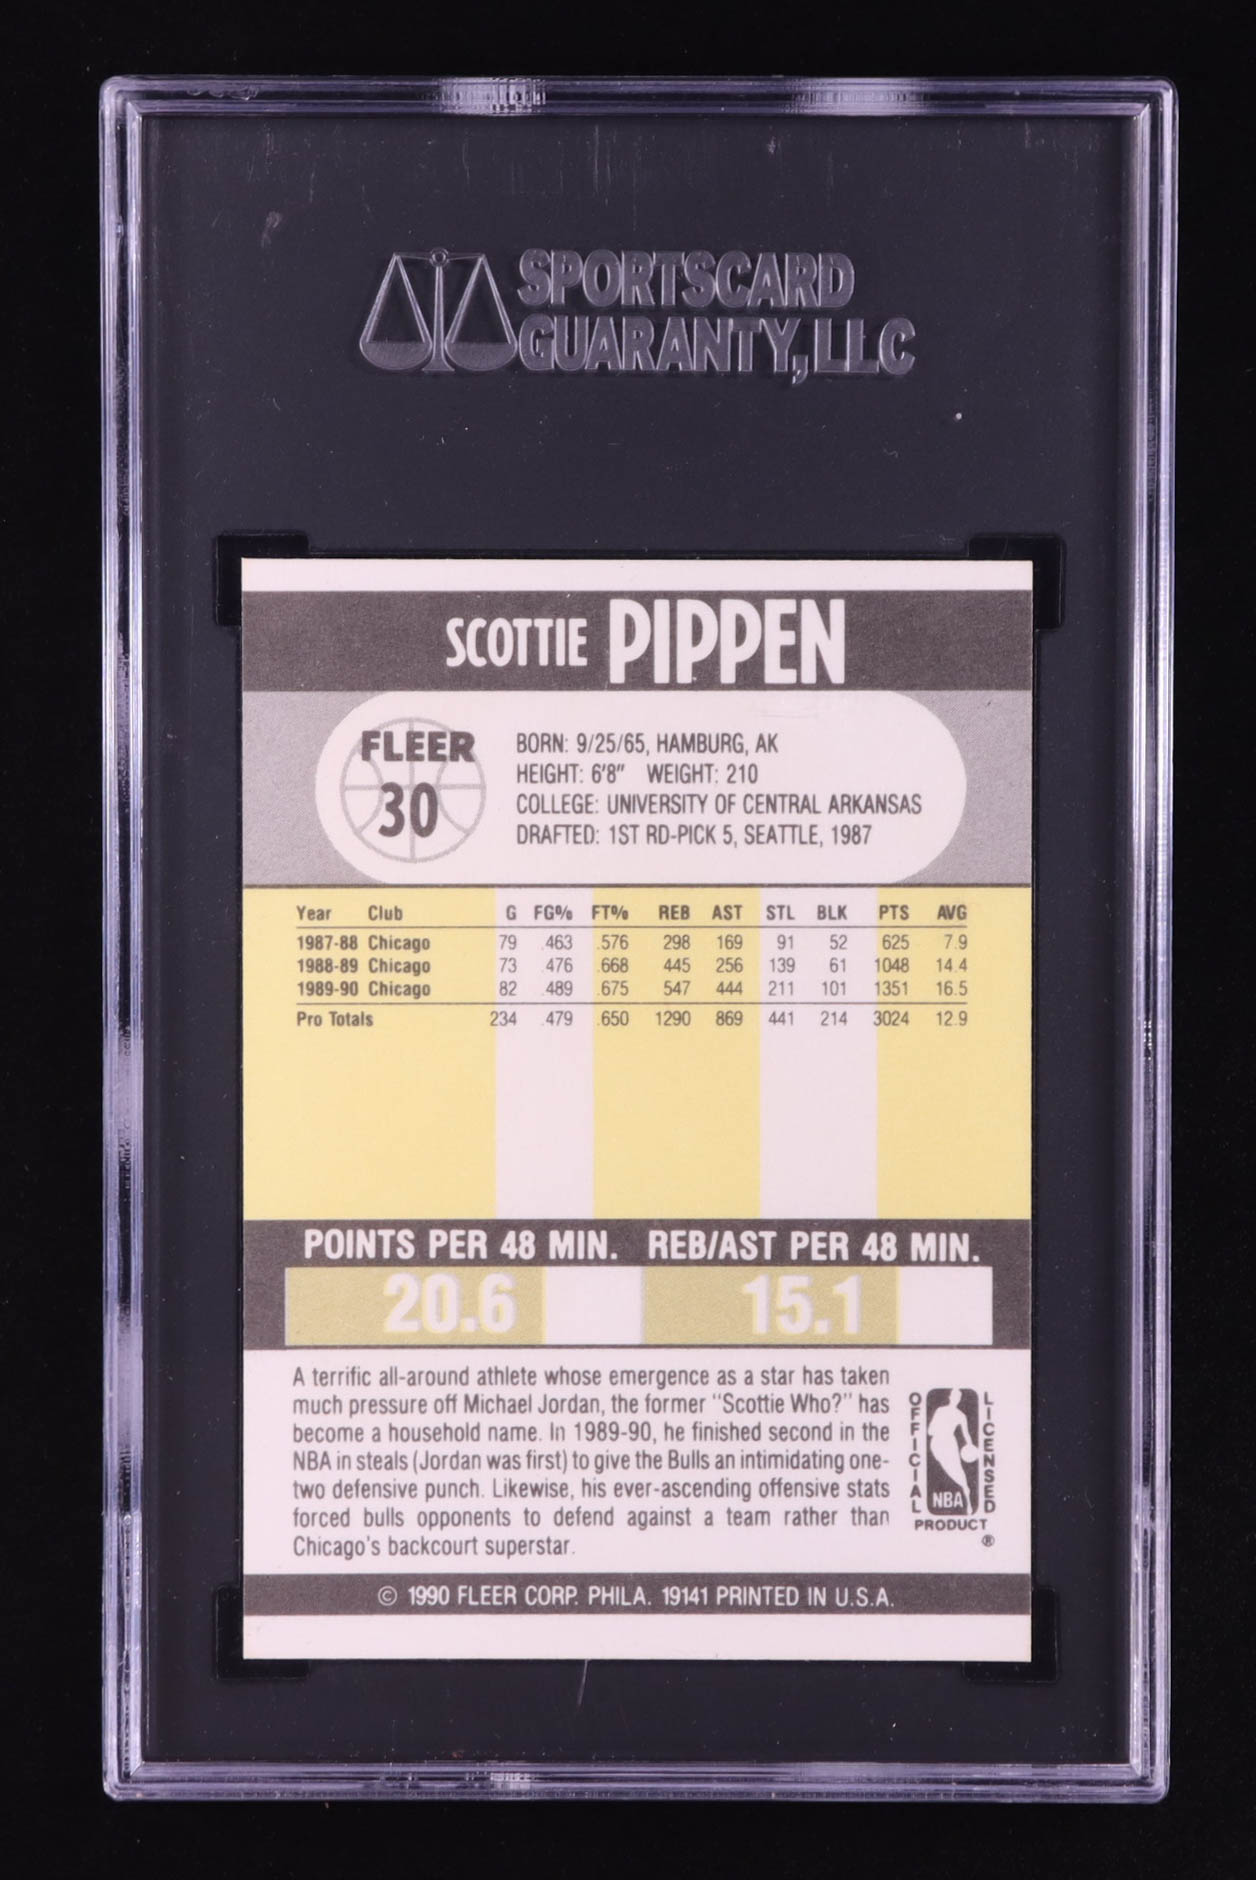 SPORTSCARD
GUARANTY, LLC
SCOTTIE PIPPEN
FLEER
30
BORN: 9/25/65, HAMBURG, AK
HEIGHT: 6'8" WEIGHT: 210
COLLEGE: UNIVERSITY OF CENTRAL ARKANSAS
DRAFTED: 1ST RD-PICK 5, SEATTLE, 1987
Year Club G FG% FT% REB AST STL BLK PTS AVG
1987-88 Chicago 79 .463 .576 298 169 91 52 625 7.9
1988-89 Chicago 73 .476 .668 445 256 139 61 1048 14.4
1989-90 Chicago 82 .489 .675 547 444 211 101 1351 16.5
Pro Totals 234 .479 .650 1290 869 441 214 3024 12.9
POINTS PER 48 MIN. REB/AST PER 48 MIN.
20.6 15.1
A terrific all-around athlete whose emergence as a star has taken
much pressure off Michael Jordan, the former "Scottie Who?" has
become a household name. In 1989-90, he finished second in the
NBA in steals (Jordan was first) to give the Bulls an intimidating one-
two defensive punch. Likewise, his ever-ascending offensive stats
forced bulls opponents to defend against a team rather than
Chicago's backcourt superstar.
OFFICIAL
LICENSED
NBA
PRODUCT
®
© 1990 FLEER CORP. PHILA. 19141 PRINTED IN U.S.A.